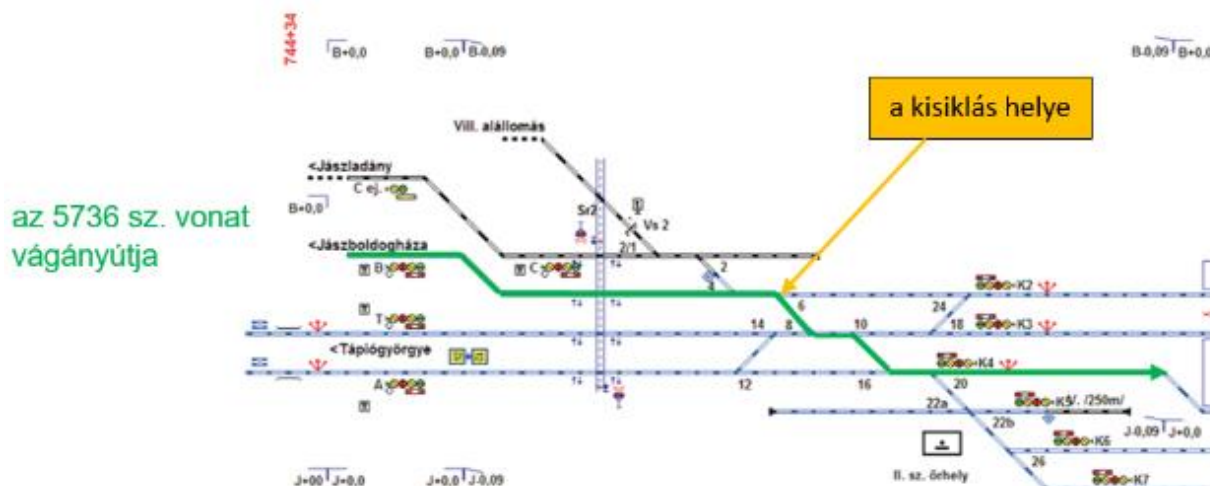 744+34
B+0,0
B+0,0 B-0,09
B-0,09 B+0,0
a kisiklás helye
Vill. alállomás
<Jászladány
C ej.
B+0,0
az 5736 sz. vonat
vágányútja
Sr2
Vs 2
2/1
<Jászboldogháza
B
C
2
4
6
K2
24
T
14
8
10
18
K3
<Tápiógyörgye
A
12
16
K4
20
22a
K5
V. /250m/
22b
J-0,09 J+0,0
K6
II. sz. őrhely
26
K7
J+00 J+0,0
J+0,0 J-0,09